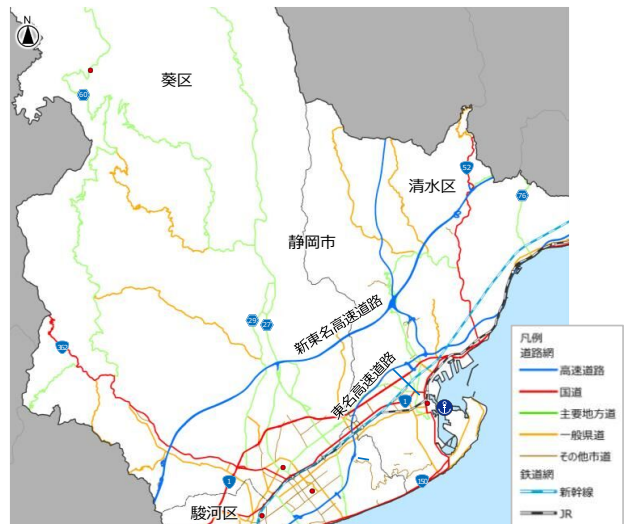 N
葵区
60
52
清水区
76
静岡市
29
27
新東名高速道路
362
東名高速道路
1
1
150
駿河区
凡例
道路網
高速道路
国道
主要地方道
一般県道
その他市道
鉄道網
新幹線
JR